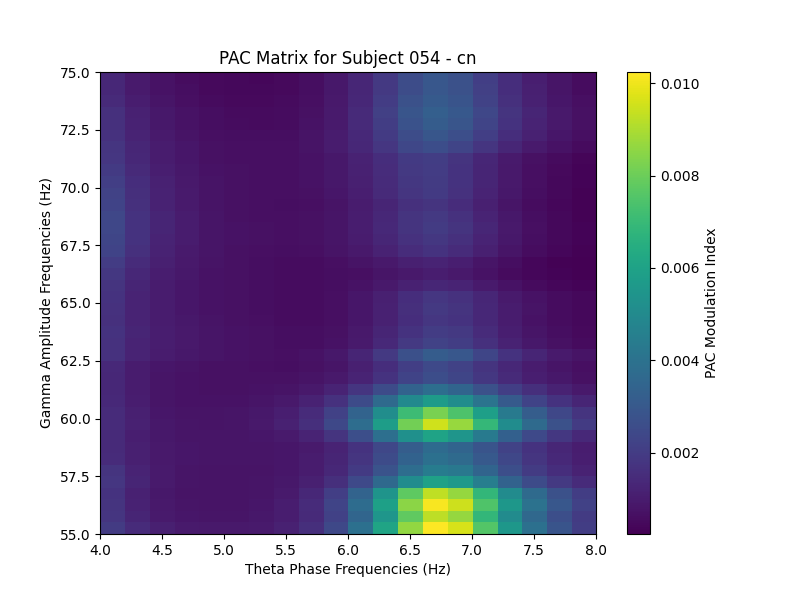 PAC Matrix for Subject 054 - cn
75.0
72.5
70.0
67.5
65.0
62.5
60.0
57.5
55.0
Gamma Amplitude Frequencies (Hz)
4.0 4.5 5.0 5.5 6.0 6.5 7.0 7.5 8.0
Theta Phase Frequencies (Hz)
0.010
0.008
0.006
0.004
0.002
PAC Modulation Index